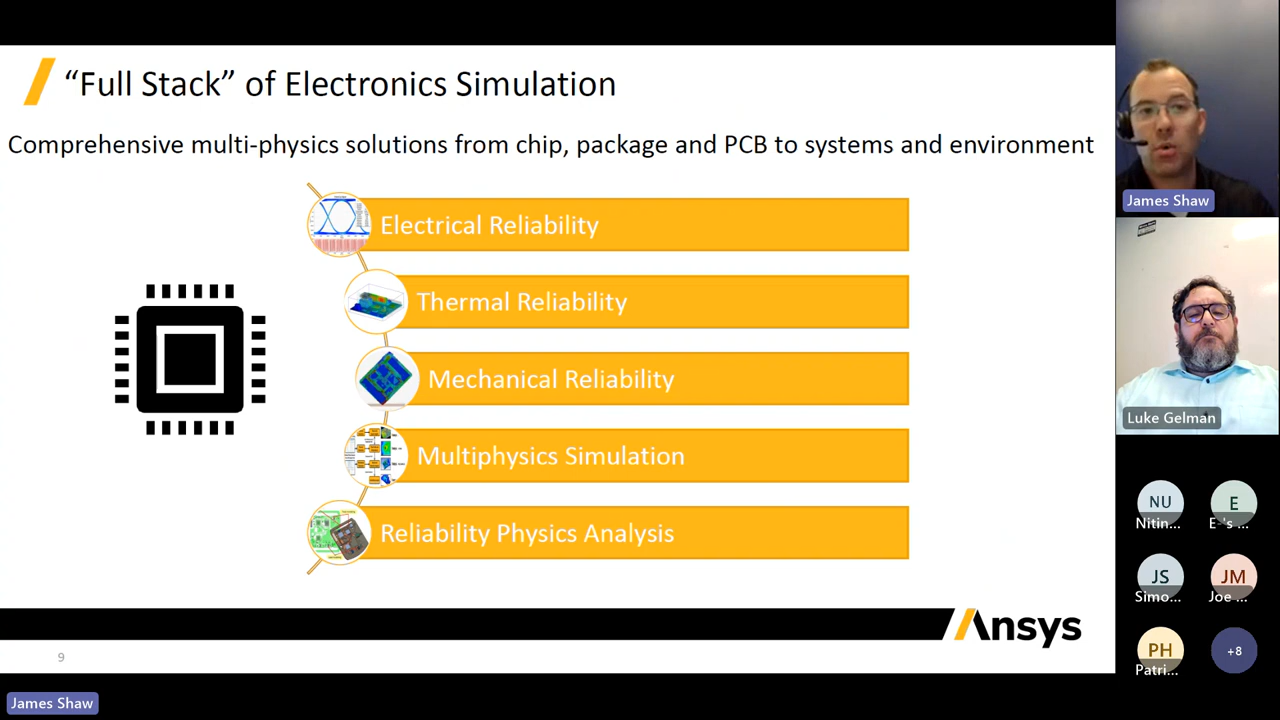 “Full Stack” of Electronics Simulation
Comprehensive multi-physics solutions from chip, package and PCB to systems and environment
Electrical Reliability
Thermal Reliability
Mechanical Reliability
Multiphysics Simulation
Reliability Physics Analysis
Ansys
9
James Shaw
James Shaw
Luke Gelman
NU
E
Nitin...
E-'s ...
JS
JM
Simo...
Joe ...
PH
+8
Patri...